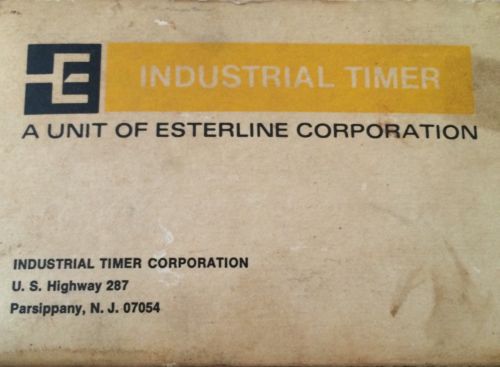 E INDUSTRIAL TIMER
A UNIT OF ESTERLINE CORPORATION
INDUSTRIAL TIMER CORPORATION
U. S. Highway 287
Parsippany, N. J. 07054